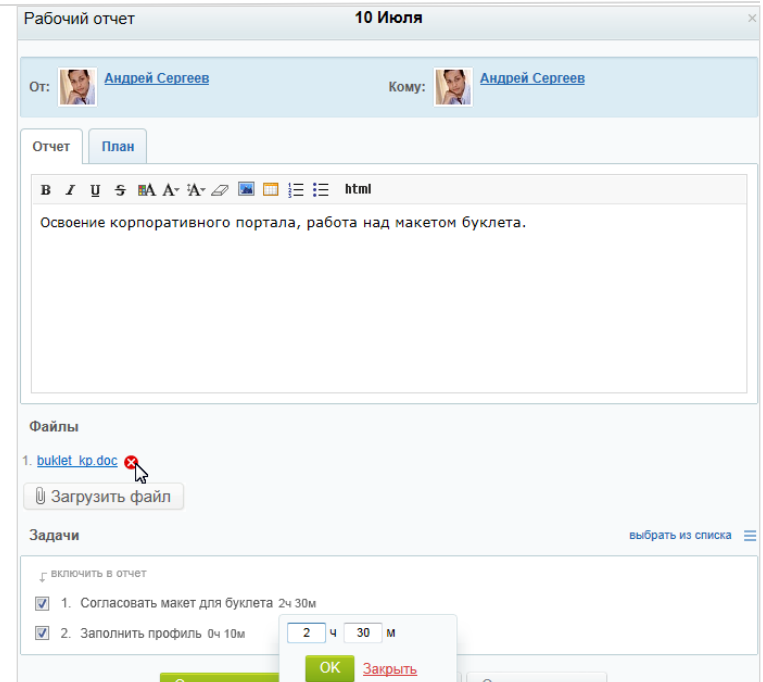 Рабочий отчет 10 Июля
От: Андрей Сергеев Кому: Андрей Сергеев
Отчет План
B I U S A A A html
Освоение корпоративного портала, работа над макетом буклета.
Файлы
1. buklet_kp.doc
Загрузить файл
Задачи выбрать из списка
включить в отчет
1. Согласовать макет для буклета 2ч 30м
2. Заполнить профиль 0ч 10м
2 ч 30 м
OK Закрыть